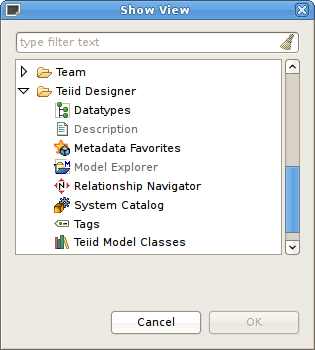 Show View
type filter text
Team
Teiid Designer
Datatypes
Description
Metadata Favorites
Model Explorer
Relationship Navigator
System Catalog
Tags
Teiid Model Classes
Cancel
OK